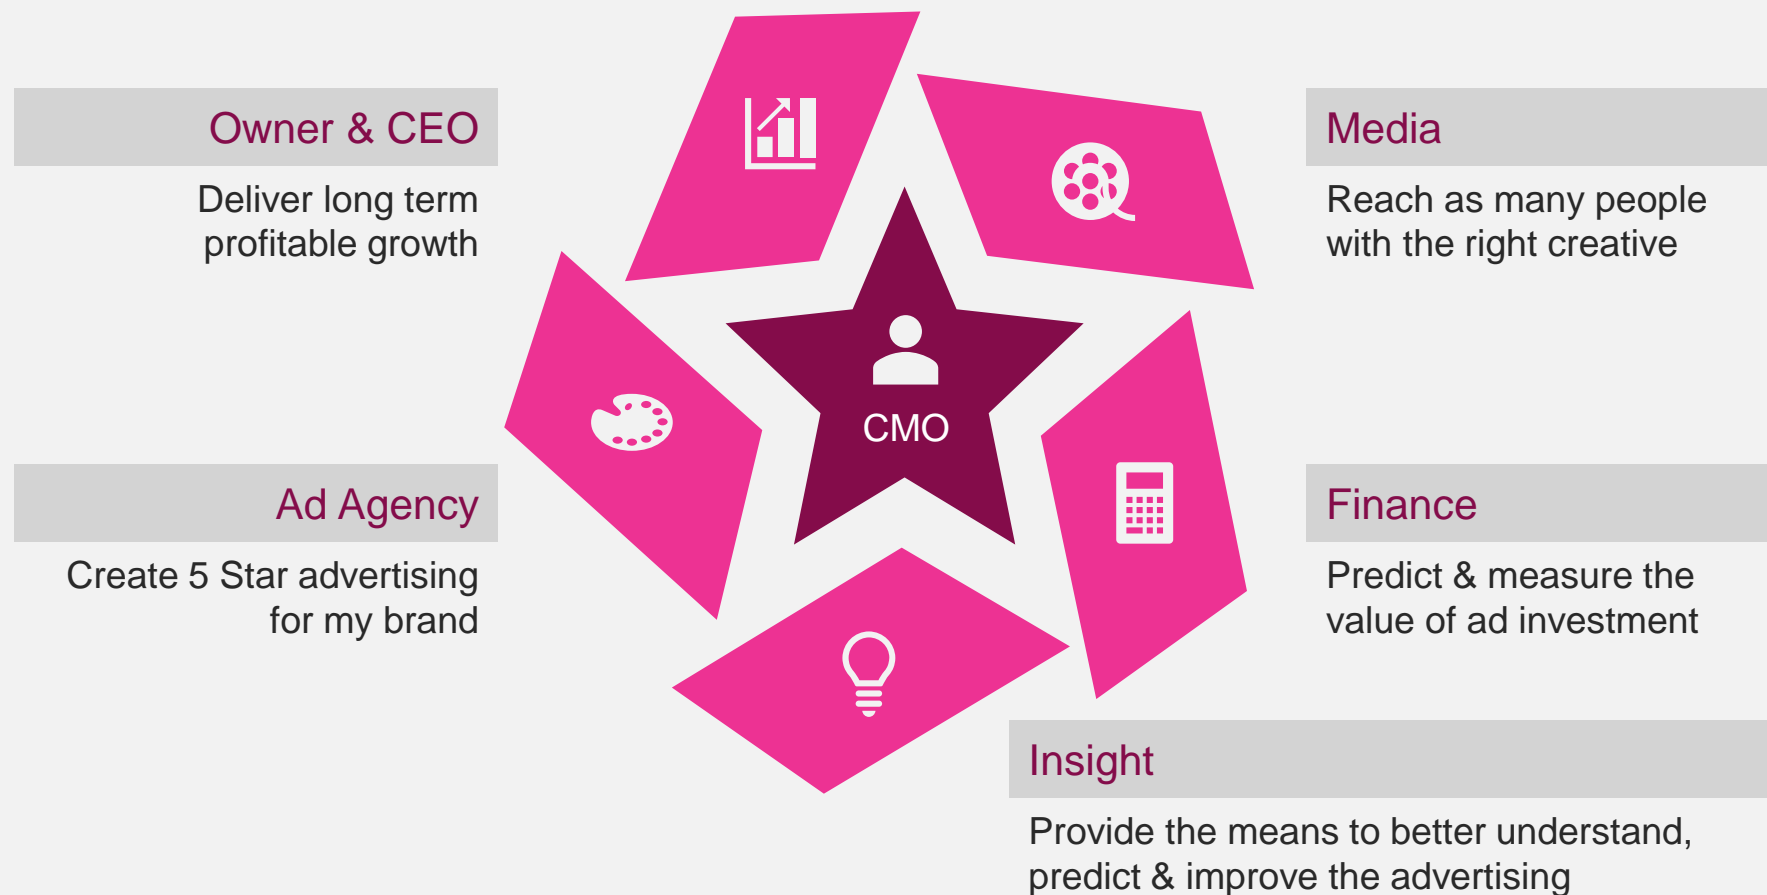 Owner & CEO
Deliver long term
profitable growth
Media
Reach as many people
with the right creative
CMO
Ad Agency
Create 5 Star advertising
for my brand
Finance
Predict & measure the
value of ad investment
Insight
Provide the means to better understand,
predict & improve the advertising